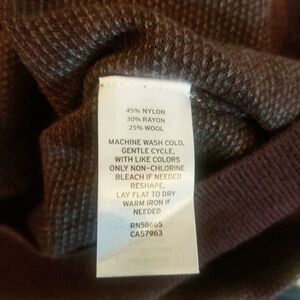 45% NYLON
30% RAYON
25% WOOL
MACHINE WASH COLD,
GENTLE CYCLE,
WITH LIKE COLORS
ONLY NON-CHLORINE
BLEACH IF NEEDED
RESHAPE,
LAY FLAT TO DRY
WARM IRON IF
NEEDED
RN58665
CA57963